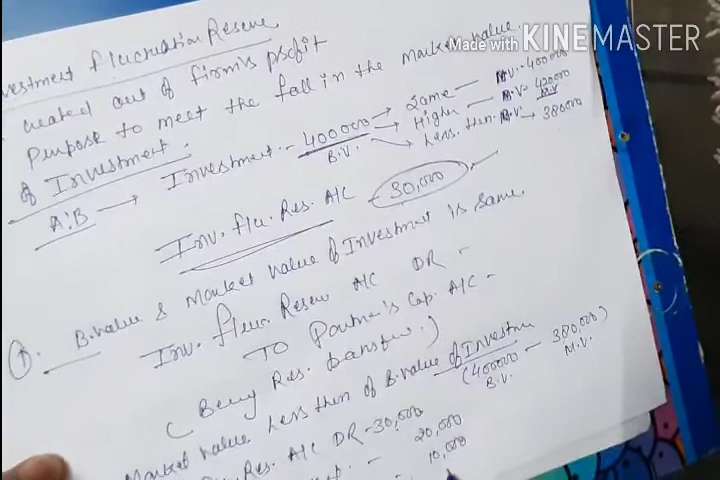 Made with KINEMASTER
vestment fluctuation Reserve
created out of firm's profit
Purpose to meet the fall in the market value
of Investment.
A:B → Investment - 400000 → Same — M.V. - 400000
B.V. → Higher — M.V - 420000
M.V
→ Less then. M.V → 380000
Inv. flu. Res. A/C - 30,000
(1). B.value & Market value of Investment is same.
Inv. fluc. Reserve A/C DR -
To Partner's Cap. A/C -
(Being Res. transfer.)
Market value Less then of B.value of Investme (400000 - 380,000)
B.V. M.V.
Res. A/C DR - 30,000
20,000
10,000